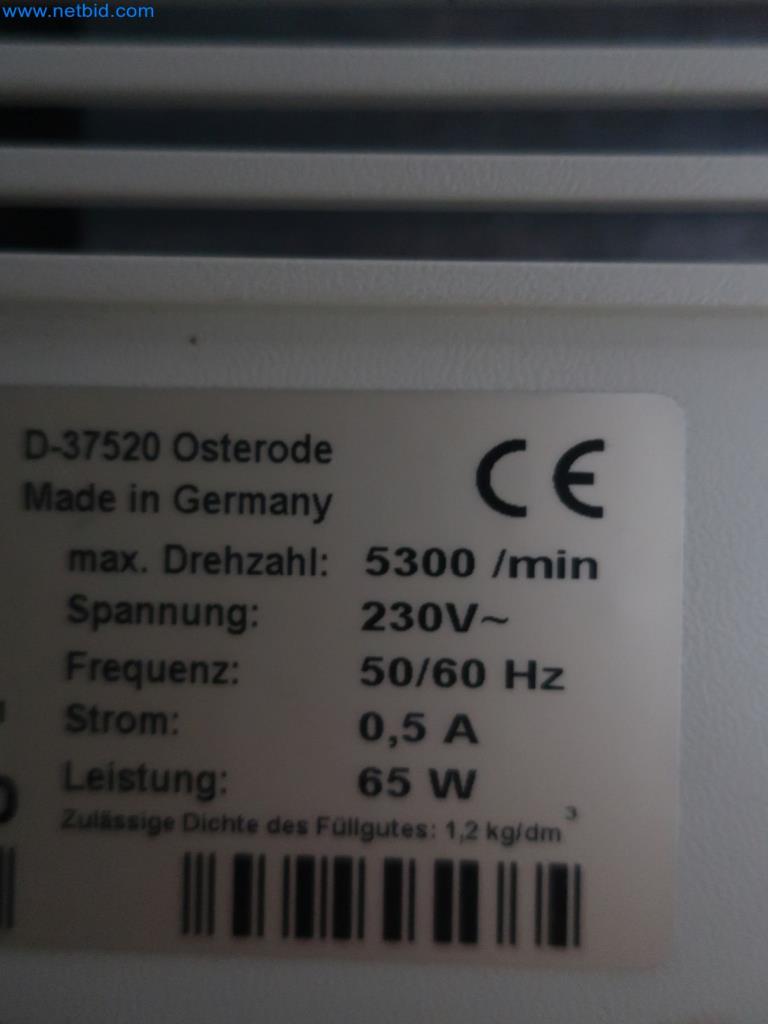 www.netbid.com
D-37520 Osterode
Made in Germany
CE
max. Drehzahl: 5300 /min
Spannung: 230V~
Frequenz: 50/60 Hz
Strom: 0,5 A
Leistung: 65 W
Zulässige Dichte des Füllgutes: 1,2 kg/dm³